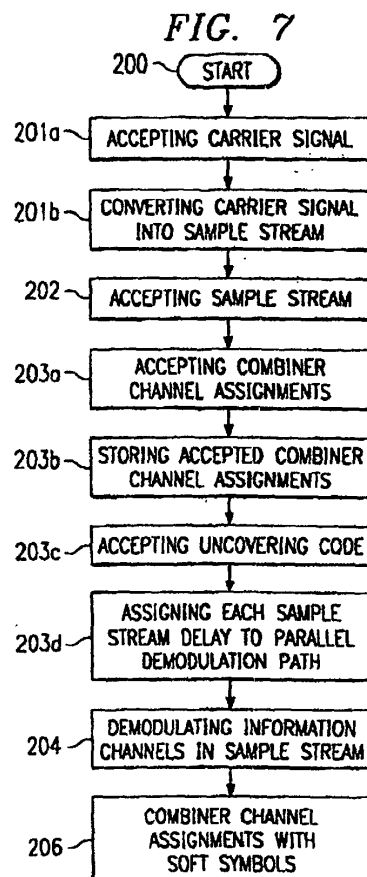 FIG. 7
200
START
201a
ACCEPTING CARRIER SIGNAL
201b
CONVERTING CARRIER SIGNAL
INTO SAMPLE STREAM
202
ACCEPTING SAMPLE STREAM
203a
ACCEPTING COMBINER
CHANNEL ASSIGNMENTS
203b
STORING ACCEPTED COMBINER
CHANNEL ASSIGNMENTS
203c
ACCEPTING UNCOVERING CODE
203d
ASSIGNING EACH SAMPLE
STREAM DELAY TO PARALLEL
DEMODULATION PATH
204
DEMODULATING INFORMATION
CHANNELS IN SAMPLE STREAM
206
COMBINER CHANNEL
ASSIGNMENTS WITH
SOFT SYMBOLS